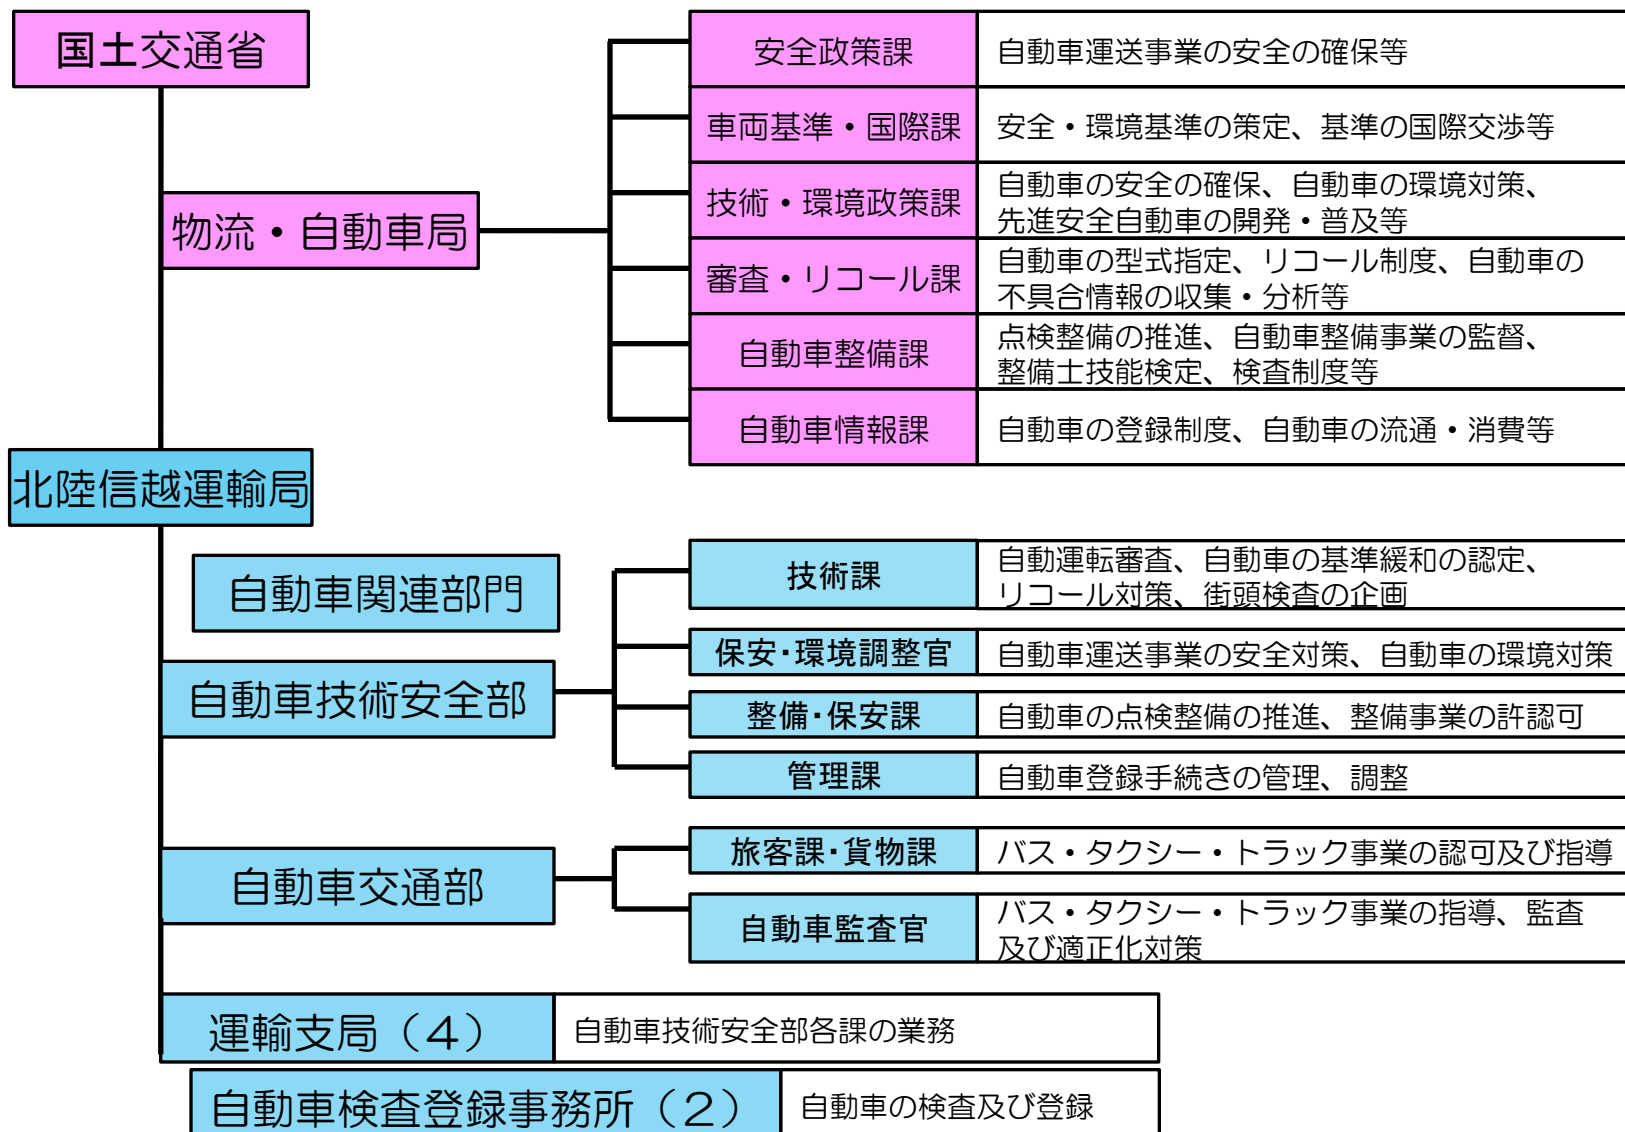 国土交通省
安全政策課
自動車運送事業の安全の確保等
車両基準・国際課
安全・環境基準の策定、基準の国際交渉等
物流・自動車局
技術・環境政策課
自動車の安全の確保、自動車の環境対策、
先進安全自動車の開発・普及等
審査・リコール課
自動車の型式指定、リコール制度、自動車の
不具合情報の収集・分析等
自動車整備課
点検整備の推進、自動車整備事業の監督、
整備士技能検定、検査制度等
自動車情報課
自動車の登録制度、自動車の流通・消費等
北陸信越運輸局
自動車関連部門
自動車技術安全部
技術課
自動運転審査、自動車の基準緩和の認定、
リコール対策、街頭検査の企画
保安・環境調整官
自動車運送事業の安全対策、自動車の環境対策
整備・保安課
自動車の点検整備の推進、整備事業の許認可
管理課
自動車登録手続きの管理、調整
自動車交通部
旅客課・貨物課
バス・タクシー・トラック事業の認可及び指導
自動車監査官
バス・タクシー・トラック事業の指導、監査
及び適正化対策
運輸支局（４）
自動車技術安全部各課の業務
自動車検査登録事務所（２）
自動車の検査及び登録